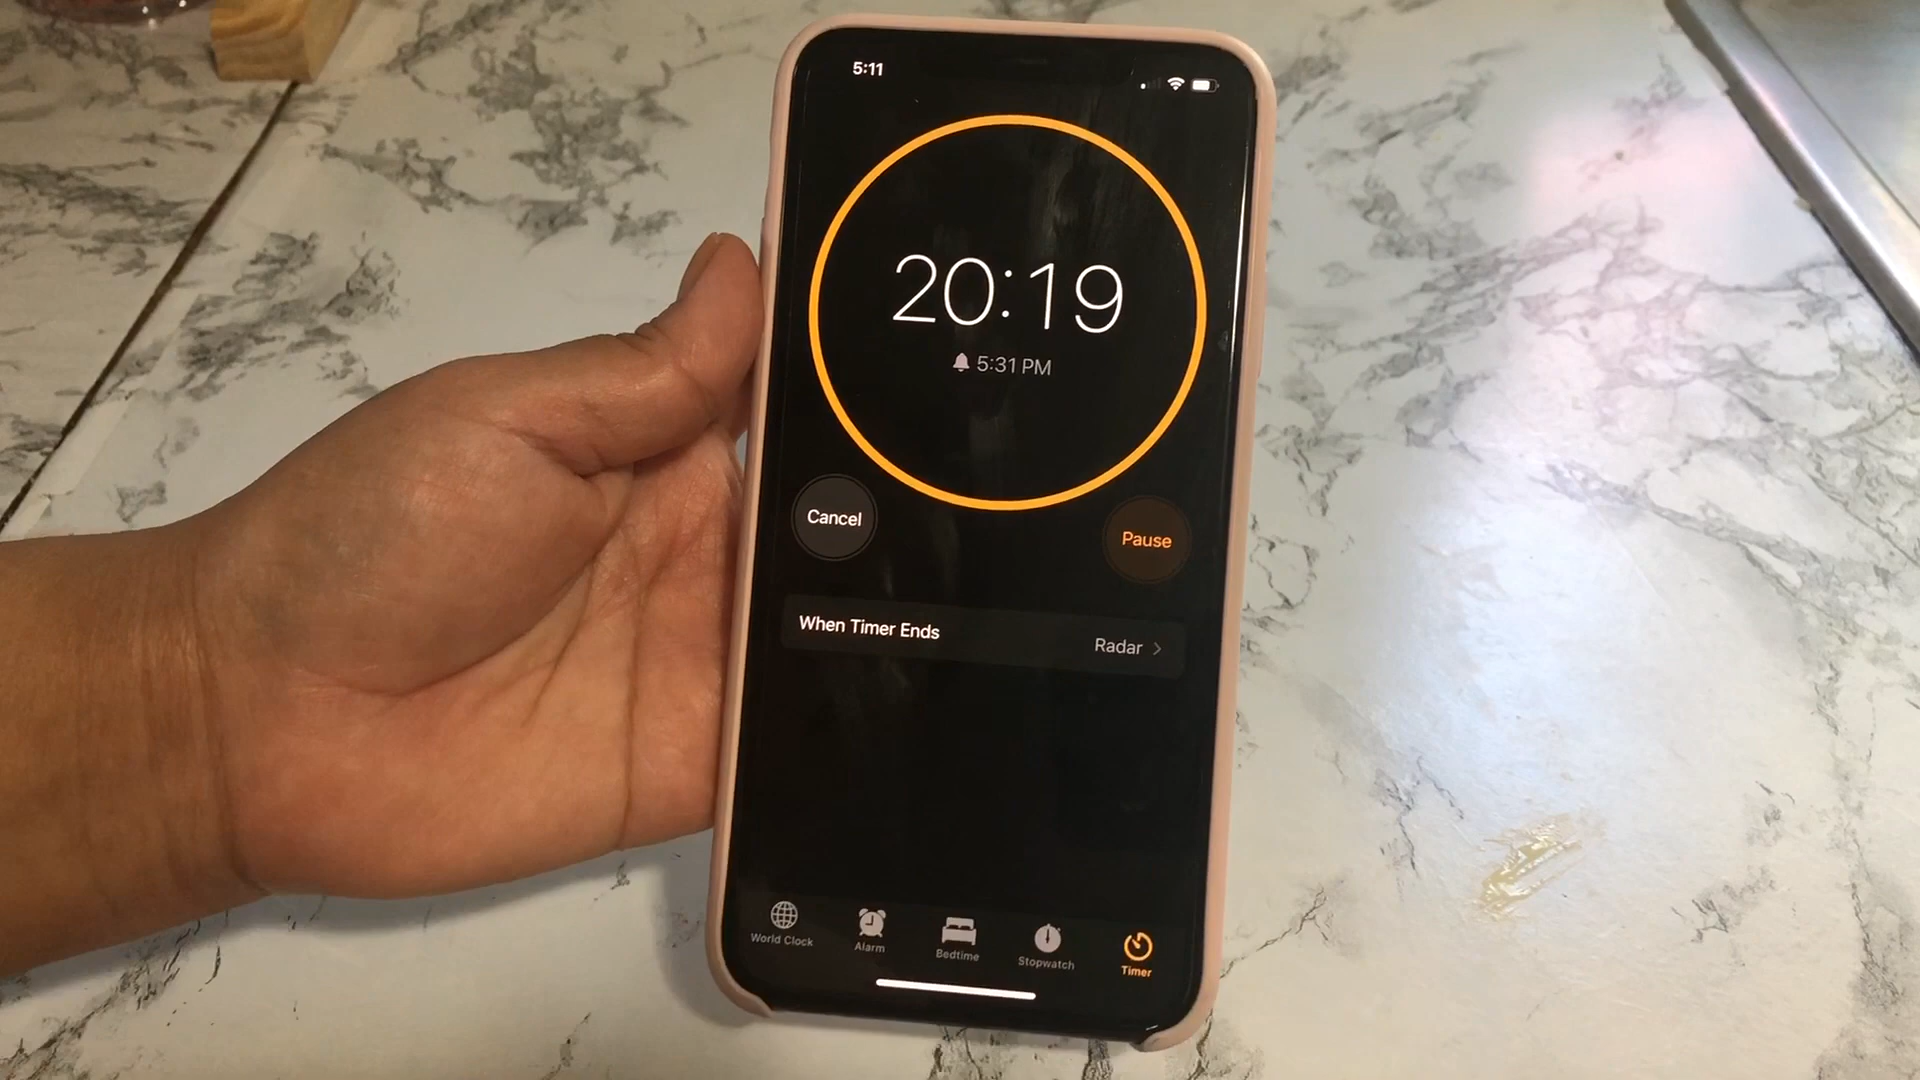 5:11
20:19
5:31 PM
Cancel
Pause
When Timer Ends
Radar
World Clock
Alarm
Bedtime
Stopwatch
Timer